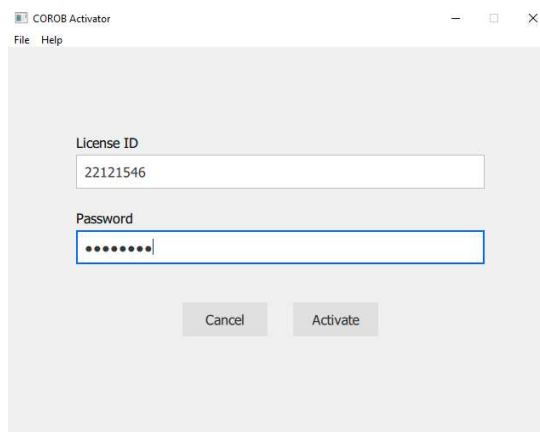 COROB Activator
File Help
License ID
22121546
Password
●●●●●●●●
Cancel Activate